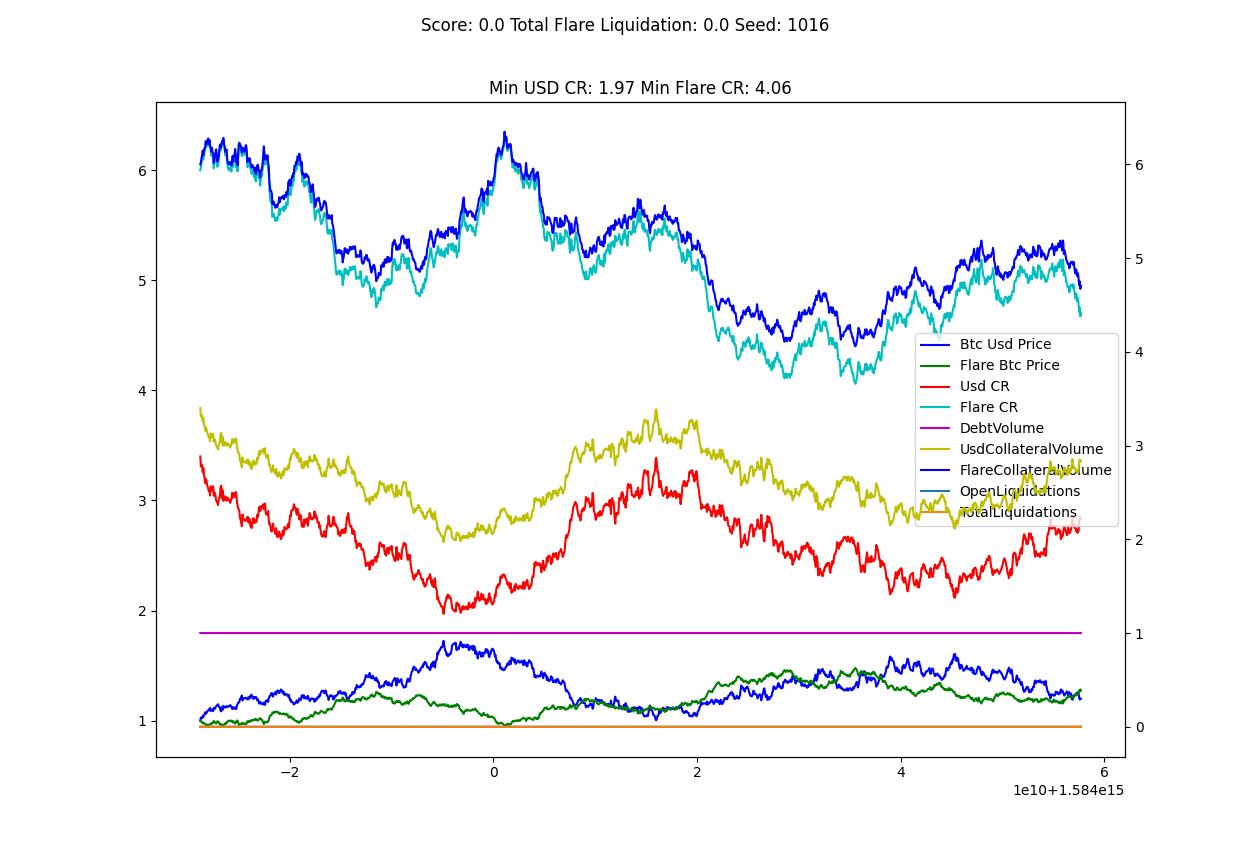 Score: 0.0 Total Flare Liquidation: 0.0 Seed: 1016
Min USD CR: 1.97 Min Flare CR: 4.06
6
5
4
3
2
1
6
5
4
3
2
1
0
Btc Usd Price
Flare Btc Price
Usd CR
Flare CR
DebtVolume
UsdCollateralVolume
FlareCollateralVolume
OpenLiquidations
TotalLiquidations
−2 0 2 4 6
1e10+1.584e15